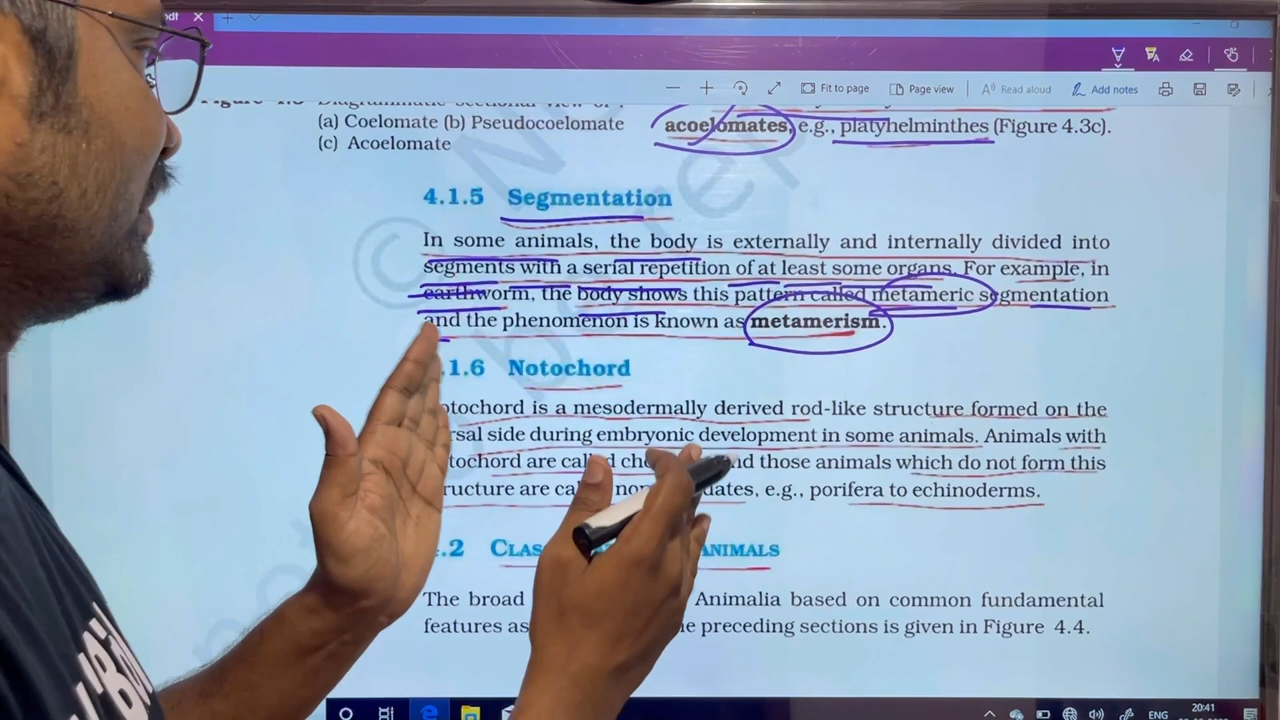 Fit to page
Page view
Read aloud
Add notes
(a) Coelomate (b) Pseudocoelomate
(c) Acoelomate
acoelomates, e.g., platyhelminthes (Figure 4.3c).
4.1.5 Segmentation
In some animals, the body is externally and internally divided into
segments with a serial repetition of at least some organs. For example, in
earthworm, the body shows this pattern called metameric segmentation
and the phenomenon is known as metamerism.
.1.6 Notochord
otochord is a mesodermally derived rod-like structure formed on the
rsal side during embryonic development in some animals. Animals with
tochord are called nd those animals which do not form this
ructure are dates, e.g., porifera to echinoderms.
.2 CLAS ANIMALS
The broad Animalia based on common fundamental
features as preceding sections is given in Figure 4.4.
ENG
20:41